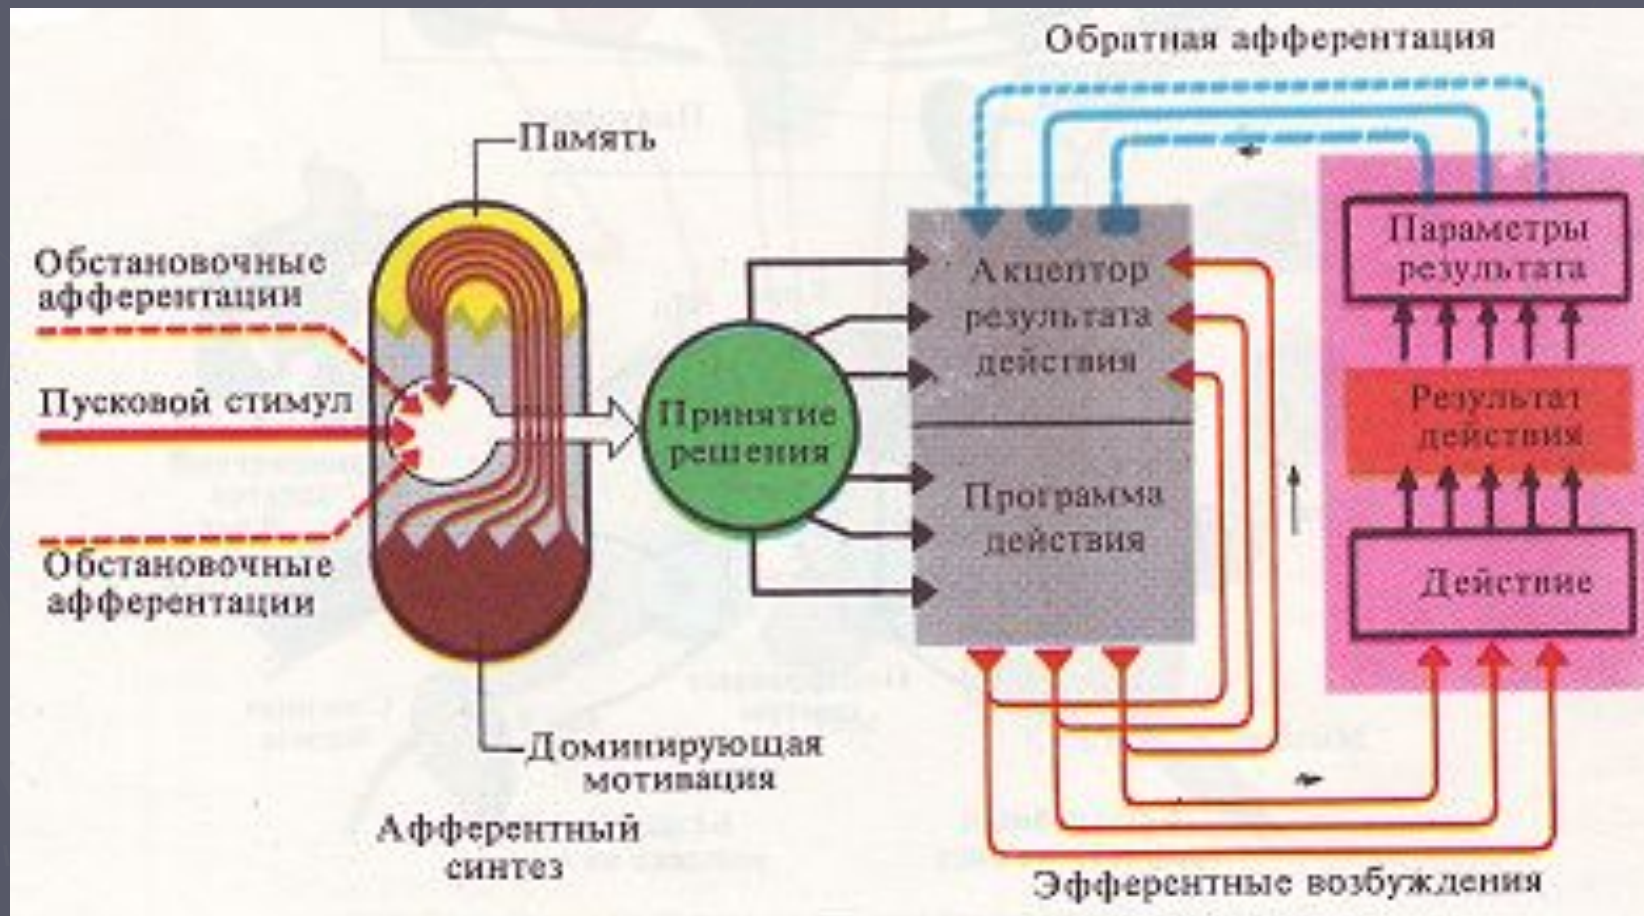 Обратная афферентация
Память
Обстановочные
афферентации
Пусковой стимул
Обстановочные
афферентации
Доминирующая
мотивация
Афферентный
синтез
Принятие
решения
Акцептор
результата
действия
Программа
действия
Параметры
результата
Результат
действия
Действие
Эфферентные возбуждения